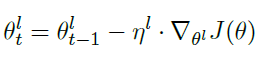 θ_t^l = θ_{t-1}^l − η^l · ∇_{θ^l} J(θ)